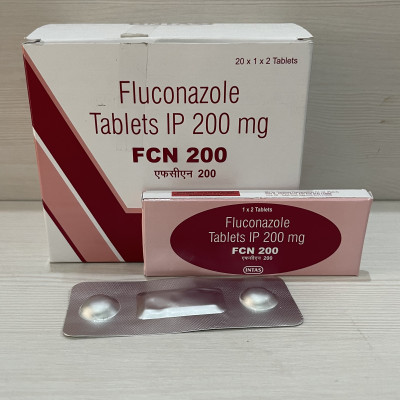 20 x 1 x 2 Tablets
Fluconazole
Tablets IP 200 mg
FCN 200
एफसीएन 200
1 x 2 Tablets
Fluconazole
Tablets IP 200 mg
FCN 200
एफसीएन 200
INTAS